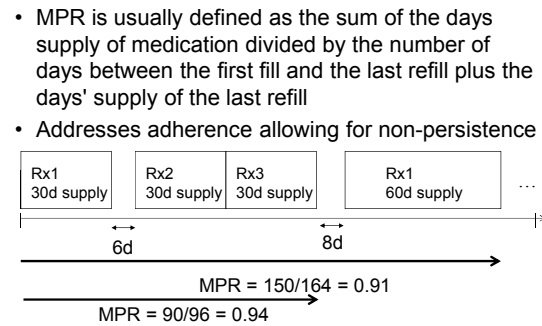 • MPR is usually defined as the sum of the days
supply of medication divided by the number of
days between the first fill and the last refill plus the
days' supply of the last refill
• Addresses adherence allowing for non-persistence
Rx1
30d supply
Rx2
30d supply
Rx3
30d supply
Rx1
60d supply
...
6d
8d
MPR = 150/164 = 0.91
MPR = 90/96 = 0.94